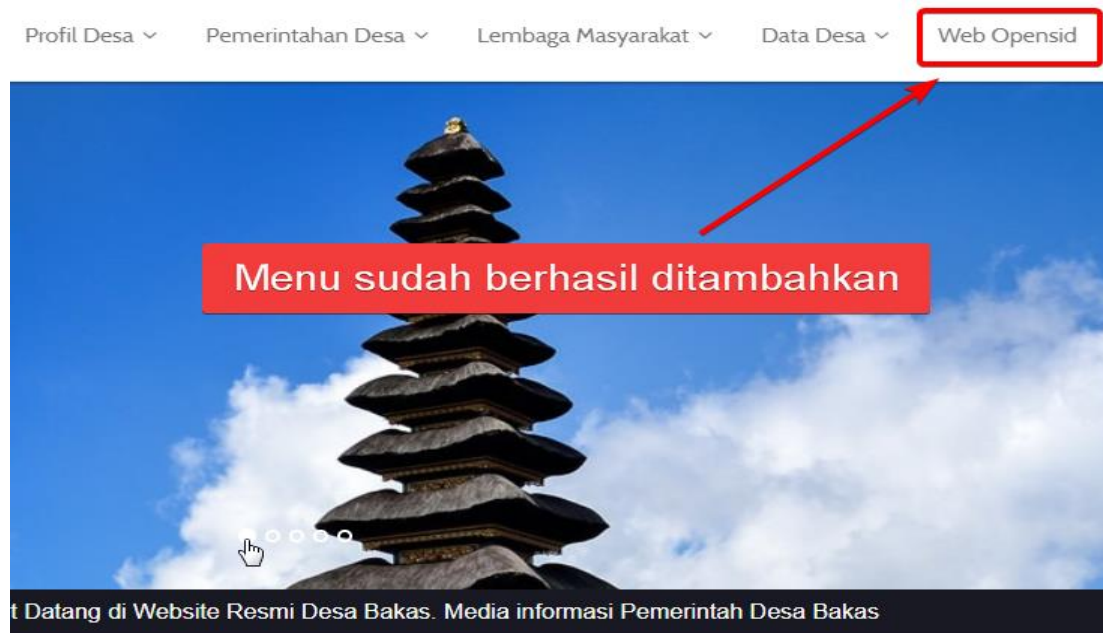 Profil Desa Pemerintahan Desa Lembaga Masyarakat Data Desa Web Opensid
Menu sudah berhasil ditambahkan
t Datang di Website Resmi Desa Bakas. Media informasi Pemerintah Desa Bakas